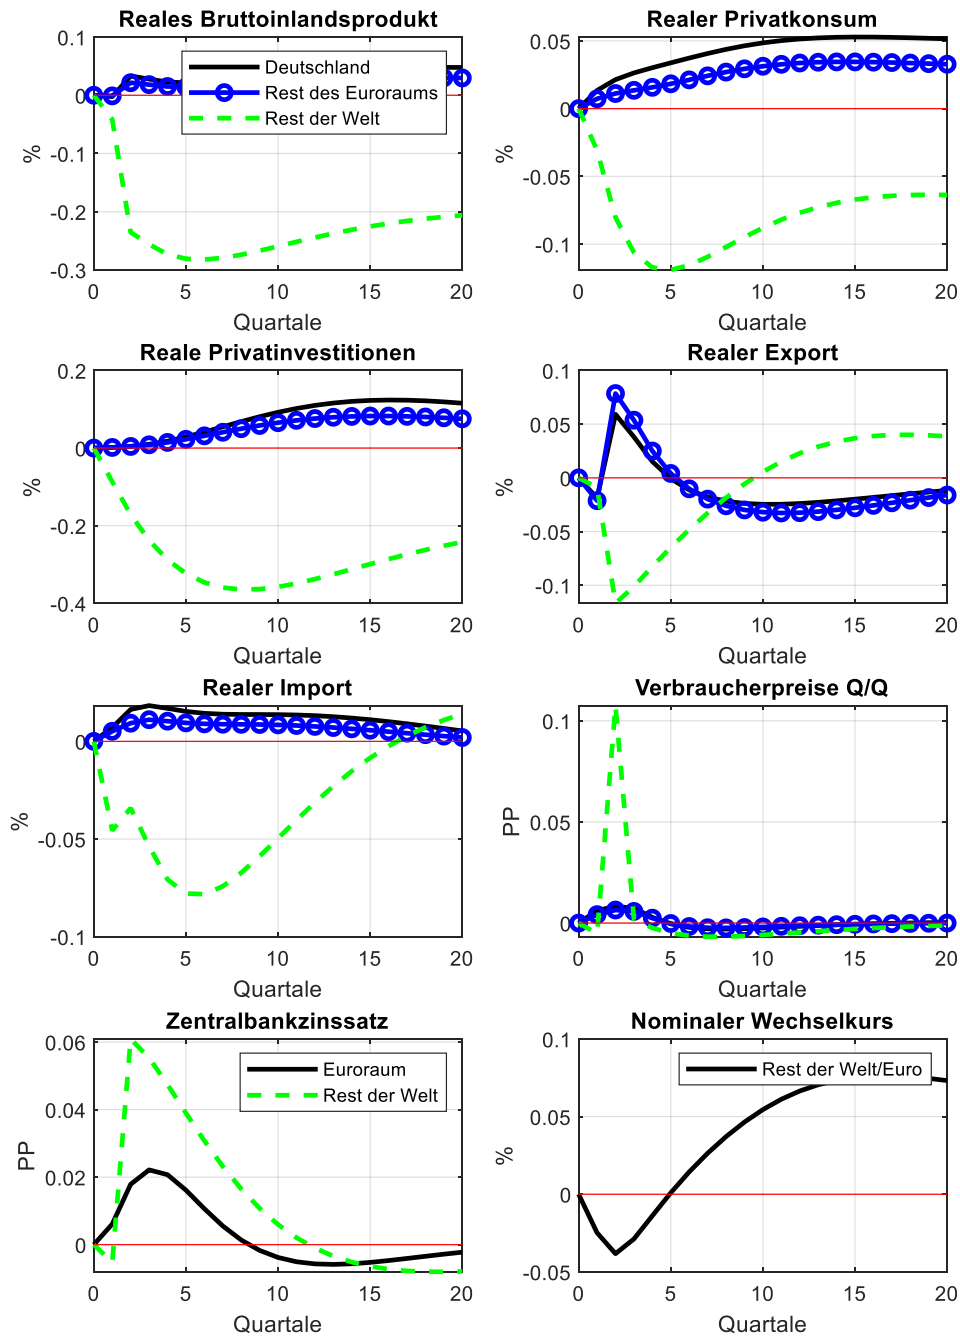 Reales Bruttoinlandsprodukt
0.1
0
-0.1
-0.2
-0.3
%
Deutschland
Rest des Euroraums
Rest der Welt
0 5 10 15 20
Quartale
Realer Privatkonsum
0.05
0
-0.05
-0.1
%
0 5 10 15 20
Quartale
Reale Privatinvestitionen
0.2
0
-0.2
-0.4
%
0 5 10 15 20
Quartale
Realer Export
0.1
0.05
0
-0.05
-0.1
%
0 5 10 15 20
Quartale
Realer Import
0
-0.05
-0.1
%
0 5 10 15 20
Quartale
Verbraucherpreise Q/Q
0.1
0.05
0
PP
0 5 10 15 20
Quartale
Zentralbankzinssatz
0.06
0.04
0.02
0
PP
Euroraum
Rest der Welt
0 5 10 15 20
Quartale
Nominaler Wechselkurs
0.1
0.05
0
-0.05
%
Rest der Welt/Euro
0 5 10 15 20
Quartale